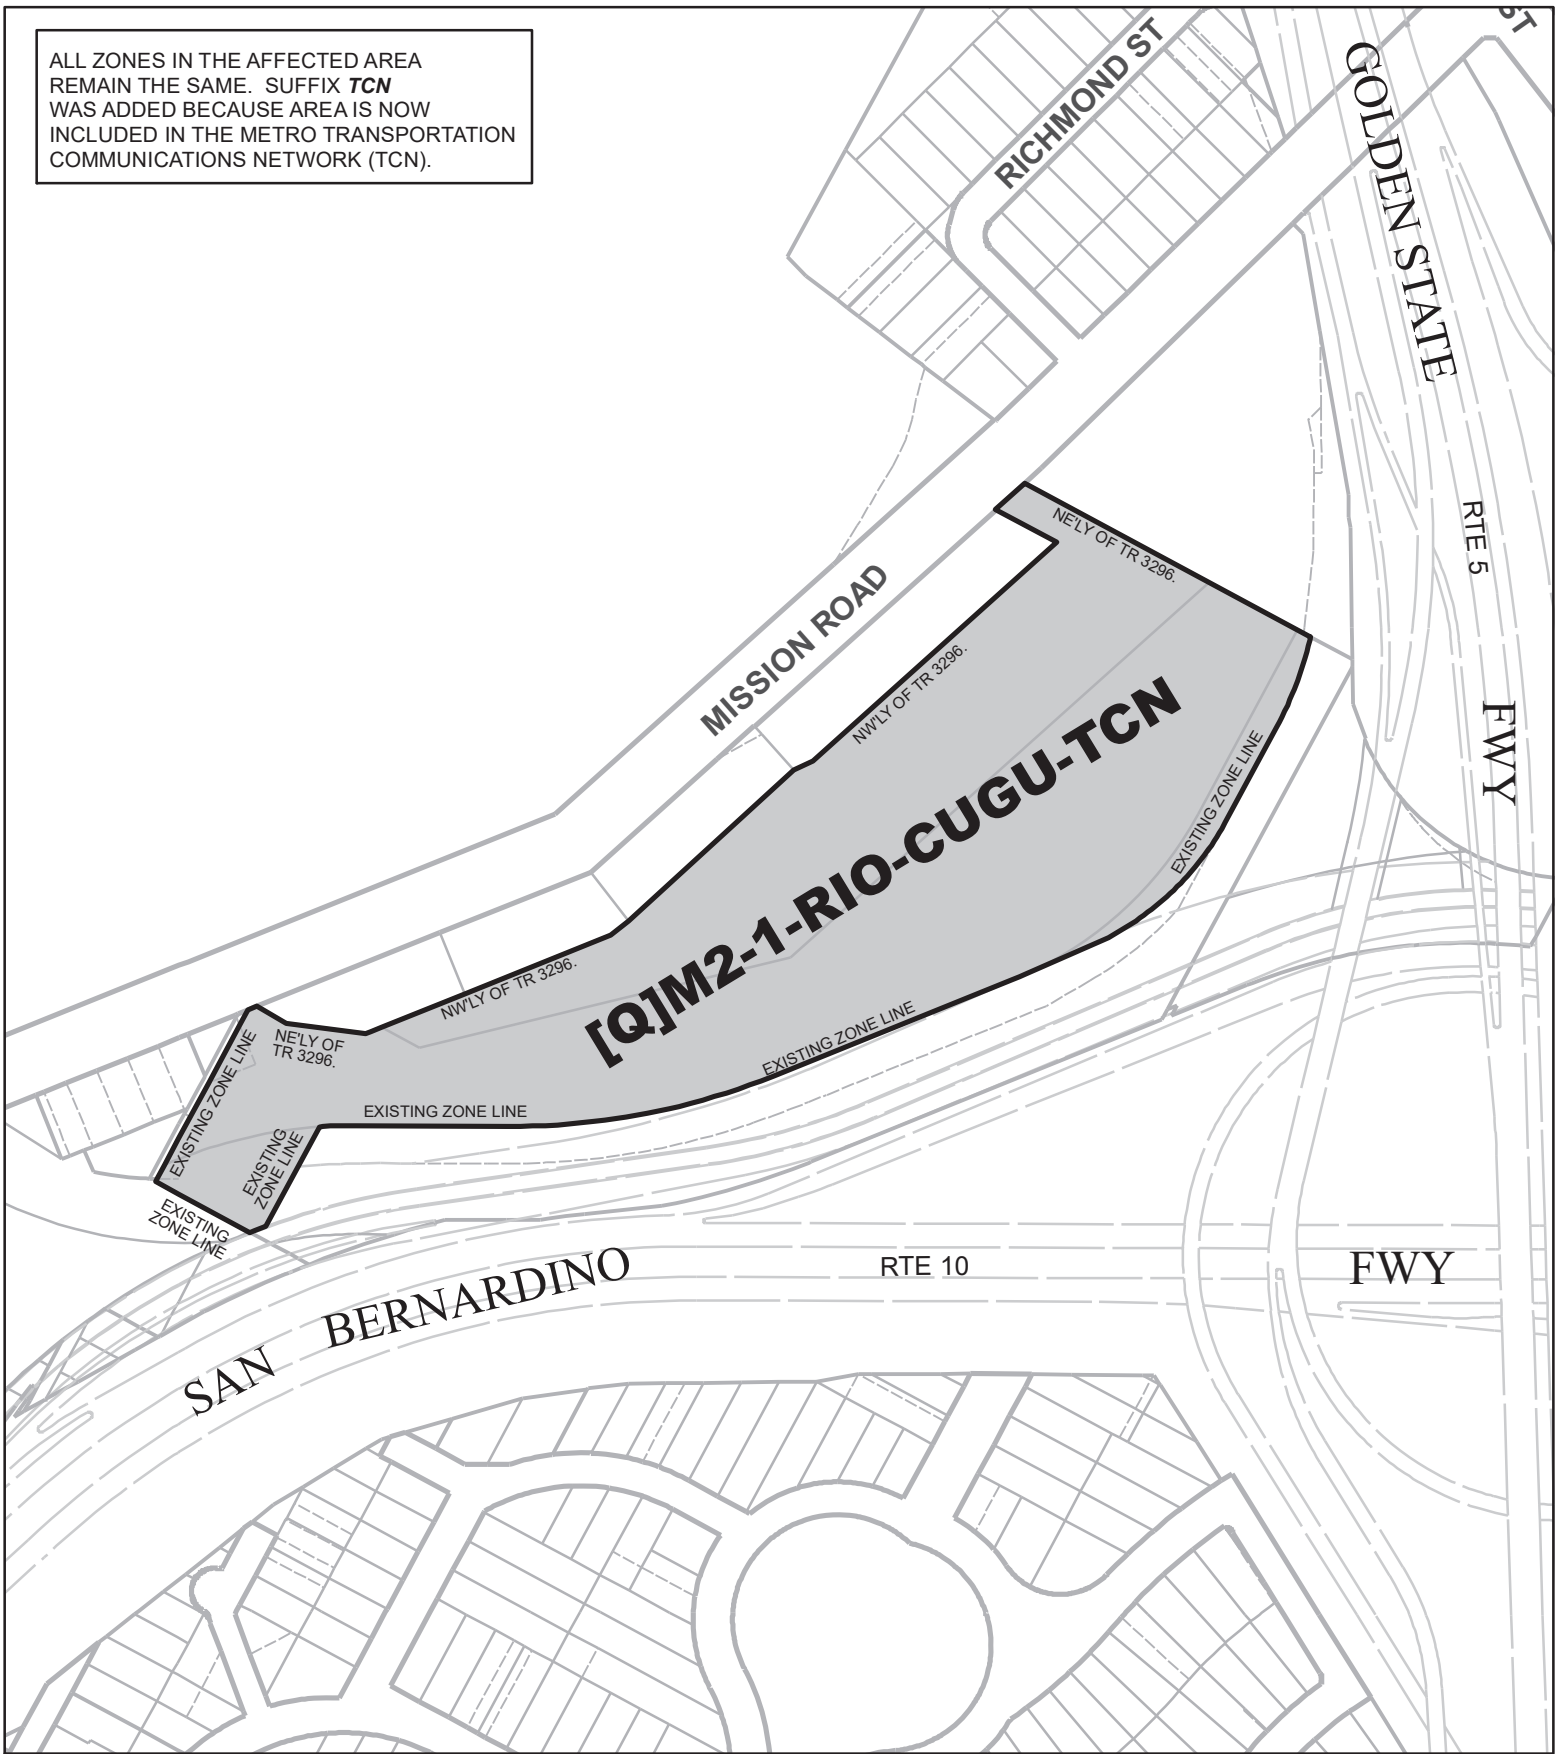 ALL ZONES IN THE AFFECTED AREA
REMAIN THE SAME. SUFFIX TCN
WAS ADDED BECAUSE AREA IS NOW
INCLUDED IN THE METRO TRANSPORTATION
COMMUNICATIONS NETWORK (TCN).
ST
RICHMOND ST
GOLDEN STATE
RTE 5
FWY
MISSION ROAD
NE'LY OF TR 3296.
NW'LY OF TR 3296.
[Q]M2-1-RIO-CUGU-TCN
EXISTING ZONE LINE
NW'LY OF TR 3296.
NE'LY OF
TR 3296.
EXISTING ZONE LINE
EXISTING ZONE LINE
EXISTING ZONE LINE
EXISTING
ZONE LINE
EXISTING
ZONE LINE
SAN BERNARDINO
RTE 10
FWY